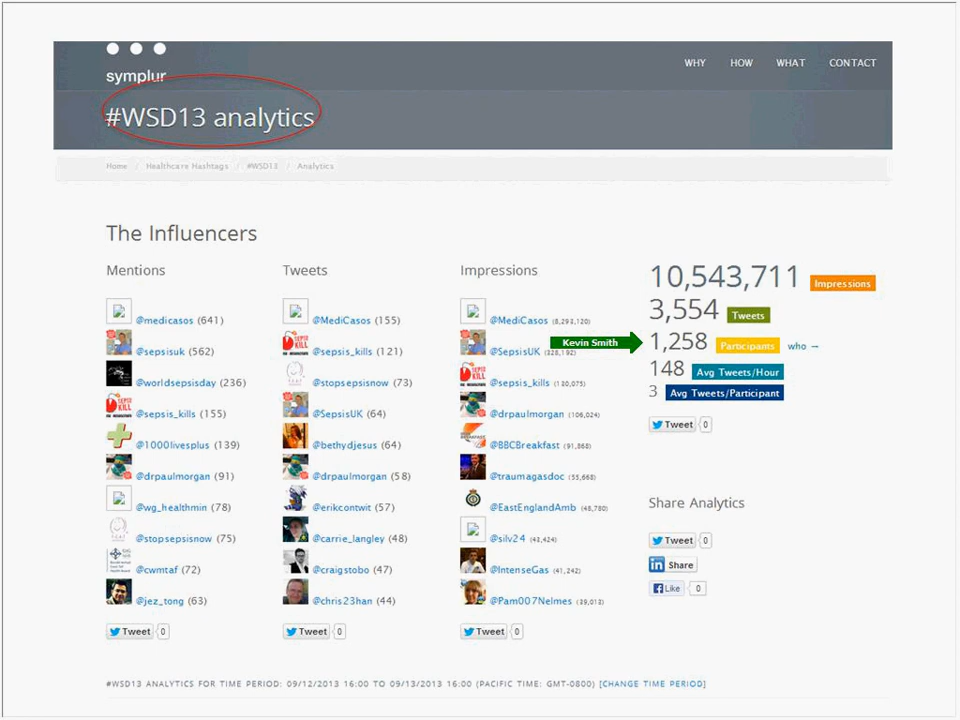 symplur
WHY HOW WHAT CONTACT
#WSD13 analytics
Home / Healthcare Hashtags / #WSD13 / Analytics
The Influencers
Mentions
@medicasos (641)
@sepsisuk (562)
@worldsepsisday (236)
@sepsis_kills (155)
@1000livesplus (139)
@drpaulmorgan (91)
@wg_healthmin (78)
@stopsepsisnow (75)
@cwmtaf (72)
@jez_tong (63)
Tweet 0
Tweets
@MediCasos (155)
@sepsis_kills (121)
@stopsepsisnow (73)
@SepsisUK (64)
@bethydjesus (64)
@drpaulmorgan (58)
@erikcontwit (57)
@carrie_langley (48)
@craigstobo (47)
@chris23han (44)
Tweet 0
Impressions
@MediCasos (8,293,120)
@SepsisUK (328,192)
@sepsis_kills
@drpaulmorgan (106,024)
@BBCBreakfast (91,868)
@traumagasdoc (55,668)
@EastEnglandAmb (48,780)
@silv24
@IntenseGas (41,242)
@Pam007Nelmes (39,013)
Tweet 0
Kevin Smith
10,543,711 Impressions
3,554 Tweets
1,258 Participants who →
148 Avg Tweets/Hour
3 Avg Tweets/Participant
Tweet 0
Share Analytics
Tweet 0
in Share
Like 0
#WSD13 ANALYTICS FOR TIME PERIOD: 09/12/2013 16:00 TO 09/13/2013 16:00 (PACIFIC TIME: GMT-0800) [CHANGE TIME PERIOD]